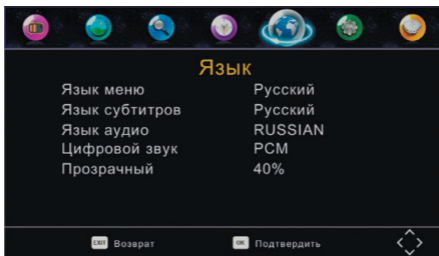 Язык
Язык меню Русский
Язык субтитров Русский
Язык аудио RUSSIAN
Цифровой звук PCM
Прозрачный 40%
EXIT Возврат OK Подтвердить